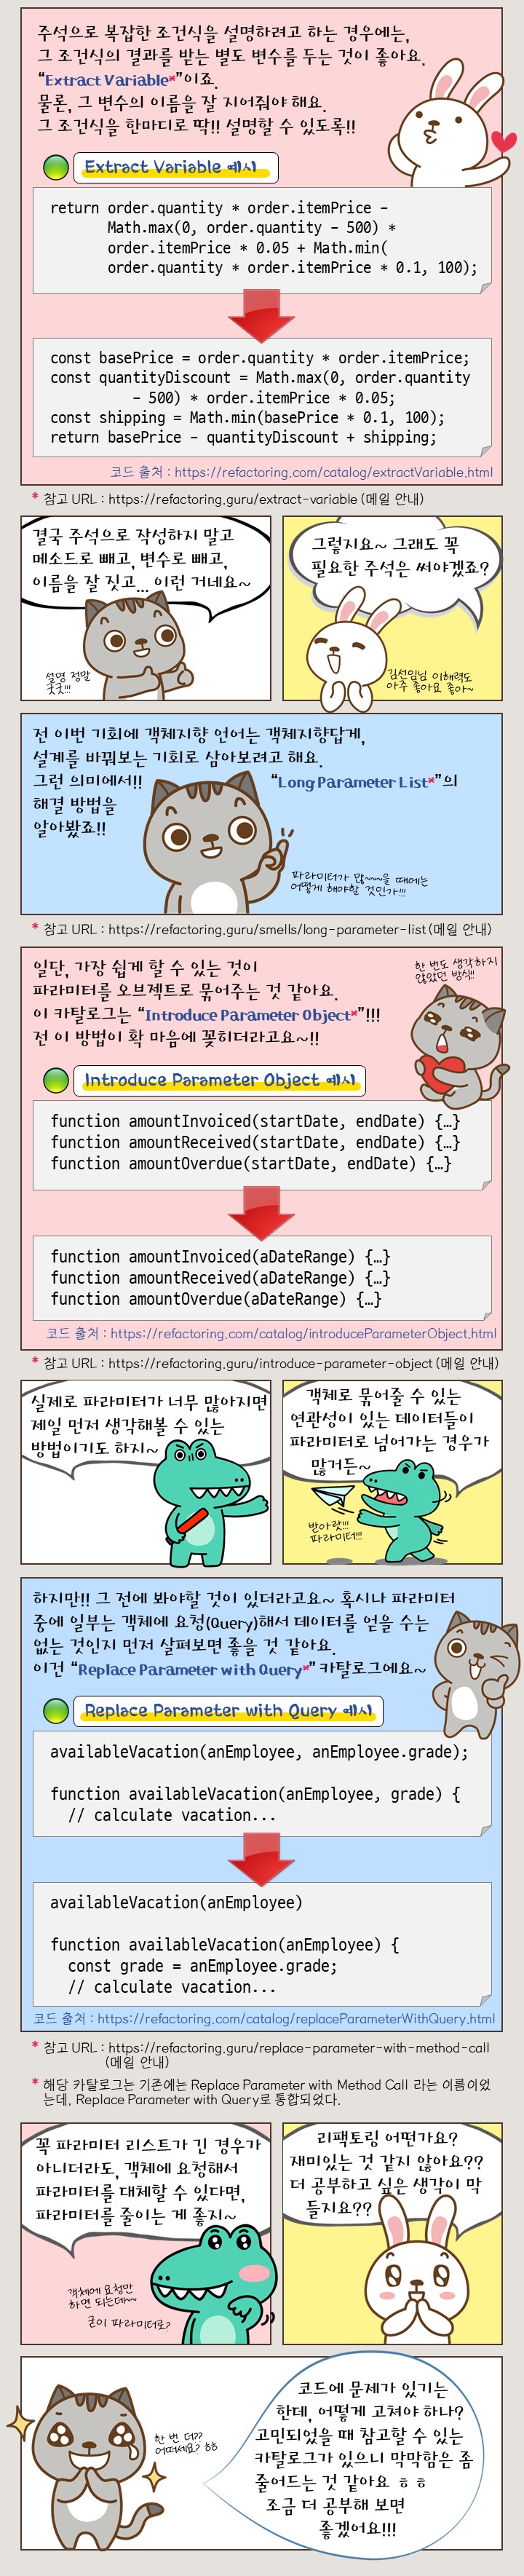 주석으로 복잡한 조건식을 설명하려고 하는 경우에는,
그 조건식의 결과를 받는 별도 변수를 두는 것이 좋아요.
“Extract Variable*”이죠.
물론, 그 변수의 이름을 잘 지어줘야 해요.
그 조건식을 한마디로 딱!! 설명할 수 있도록!!
Extract Variable 예시
return order.quantity * order.itemPrice -
Math.max(0, order.quantity - 500) *
order.itemPrice * 0.05 + Math.min(
order.quantity * order.itemPrice * 0.1, 100);
const basePrice = order.quantity * order.itemPrice;
const quantityDiscount = Math.max(0, order.quantity
- 500) * order.itemPrice * 0.05;
const shipping = Math.min(basePrice * 0.1, 100);
return basePrice - quantityDiscount + shipping;
코드 출처 : https://refactoring.com/catalog/extractVariable.html
* 참고 URL : https://refactoring.guru/extract-variable (메일 안내)
결국 주석으로 작성하지 말고
메소드로 빼고, 변수로 빼고,
이름을 잘 짓고... 이런 거네요~
설명 정말
굿굿!!!
그렇지요~ 그래도 꼭
필요한 주석은 써야겠죠?
김선임님 이해력도
아주 좋아요 좋아~
전 이번 기회에 객체지향 언어는 객체지향답게,
설계를 바꿔보는 기회로 삼아보려고 해요.
그런 의미에서!! “Long Parameter List*”의
해결 방법을
알아봤죠!!
파라미터가 많~~~을 때에는
어떻게 해야할 것인가!!!
* 참고 URL : https://refactoring.guru/smells/long-parameter-list (메일 안내)
일단, 가장 쉽게 할 수 있는 것이
파라미터를 오브젝트로 묶어주는 것 같아요.
이 카탈로그는 “Introduce Parameter Object*”!!!
전 이 방법이 확 마음에 꽂히더라고요~!!
한 번도 생각하지
않았던 방식!!
Introduce Parameter Object 예시
function amountInvoiced(startDate, endDate) {…}
function amountReceived(startDate, endDate) {…}
function amountOverdue(startDate, endDate) {…}
function amountInvoiced(aDateRange) {…}
function amountReceived(aDateRange) {…}
function amountOverdue(aDateRange) {…}
코드 출처 : https://refactoring.com/catalog/introduceParameterObject.html
* 참고 URL : https://refactoring.guru/introduce-parameter-object (메일 안내)
실제로 파라미터가 너무 많아지면
제일 먼저 생각해볼 수 있는
방법이기도 하지~
객체로 묶어줄 수 있는
연관성이 있는 데이터들이
파라미터로 넘어가는 경우가
많거든~
받아랏!!!
파라미터!!!
하지만!! 그 전에 봐야할 것이 있더라고요~ 혹시나 파라미터
중에 일부는 객체에 요청(Query)해서 데이터를 얻을 수는
없는 것인지 먼저 살펴보면 좋을 것 같아요.
이건 “Replace Parameter with Query*” 카탈로그에요~
Replace Parameter with Query 예시
availableVacation(anEmployee, anEmployee.grade);
function availableVacation(anEmployee, grade) {
// calculate vacation...
availableVacation(anEmployee)
function availableVacation(anEmployee) {
const grade = anEmployee.grade;
// calculate vacation...
코드 출처 : https://refactoring.com/catalog/replaceParameterWithQuery.html
* 참고 URL : https://refactoring.guru/replace-parameter-with-method-call
(메일 안내)
* 해당 카탈로그는 기존에는 Replace Parameter with Method Call 라는 이름이었
는데, Replace Parameter with Query로 통합되었다.
꼭 파라미터 리스트가 긴 경우가
아니더라도, 객체에 요청해서
파라미터를 대체할 수 있다면,
파라미터를 줄이는 게 좋지~
객체에 요청만
하면 되는데~~
굳이 파라미터로?
리팩토링 어떤가요?
재미있는 것 같지 않아요??
더 공부하고 싶은 생각이 막
들지요??
한 번 더??
어떠세요? ㅎㅎ
코드에 문제가 있기는
한데, 어떻게 고쳐야 하나?
고민되었을 때 참고할 수 있는
카탈로그가 있으니 막막함은 좀
줄어드는 것 같아요 ㅎㅎ
조금 더 공부해 보면
좋겠어요!!!